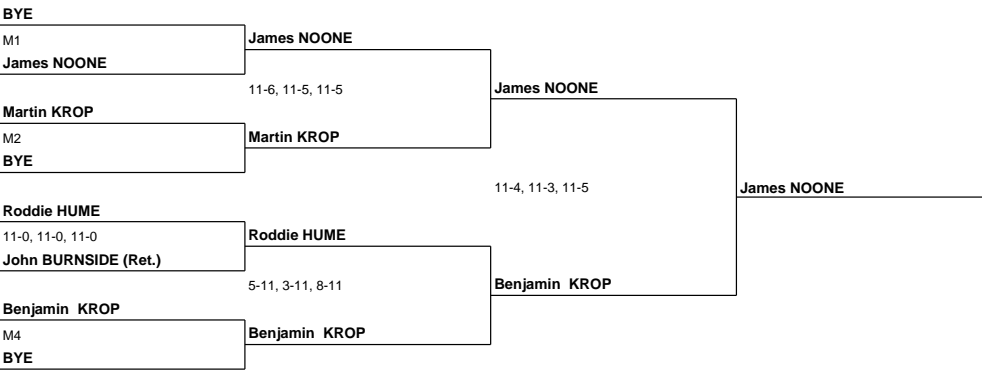 BYE
M1
James NOONE
James NOONE
11-6, 11-5, 11-5
James NOONE
Martin KROP
M2
Martin KROP
BYE
11-4, 11-3, 11-5
James NOONE
Roddie HUME
11-0, 11-0, 11-0
Roddie HUME
John BURNSIDE (Ret.)
5-11, 3-11, 8-11
Benjamin KROP
Benjamin KROP
M4
Benjamin KROP
BYE